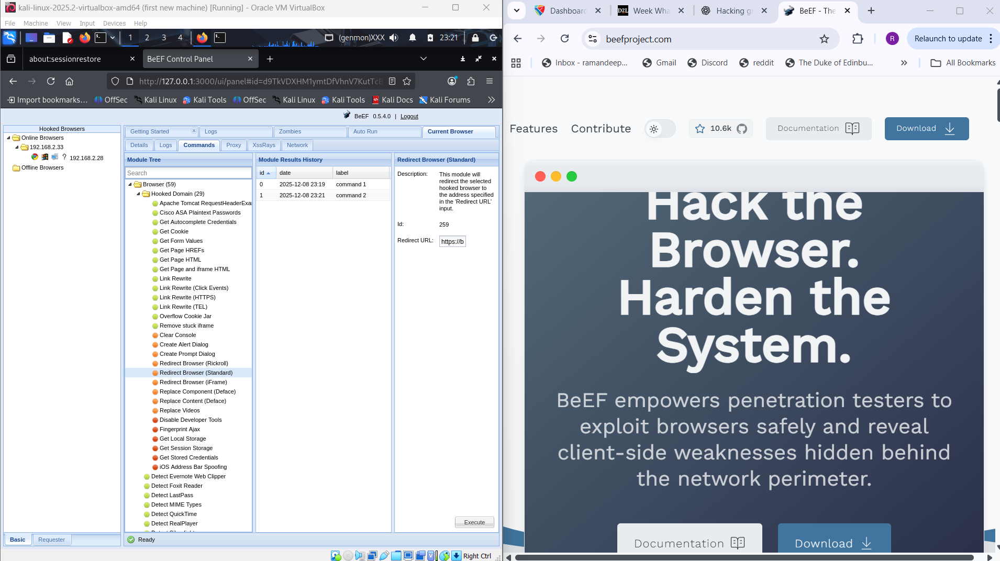 kali-linux-2025.2-virtualbox-amd64 (first new machine) [Running] - Oracle VM VirtualBox
File Machine View Input Devices Help
1 2 3 4 (genmon)XXX 23:21
about:sessionrestore
BeEF Control Panel
http://127.0.0.1:3000/ui/panel#id=d9TkVDXHM1ymtDfVhnV7KutTcB
Import bookmarks... OffSec Kali Linux Kali Tools OffSec Kali Linux Kali Tools Kali Docs Kali Forums
BeEF 0.5.4.0 | Logout
Hooked Browsers
Online Browsers
192.168.2.33
? 192.168.2.28
Offline Browsers
Basic Requester
Getting Started Logs Zombies Auto Run Current Browser
Details Logs Commands Proxy XssRays Network
Module Tree
Search
Browser (59)
Hooked Domain (29)
Apache Tomcat RequestHeaderExa
Cisco ASA Plaintext Passwords
Get Autocomplete Credentials
Get Cookie
Get Form Values
Get Page HREFs
Get Page HTML
Get Page and iframe HTML
Link Rewrite
Link Rewrite (Click Events)
Link Rewrite (HTTPS)
Link Rewrite (TEL)
Overflow Cookie Jar
Remove stuck iframe
Clear Console
Create Alert Dialog
Create Prompt Dialog
Redirect Browser (Rickroll)
Redirect Browser (Standard)
Redirect Browser (iFrame)
Replace Component (Deface)
Replace Content (Deface)
Replace Videos
Disable Developer Tools
Fingerprint Ajax
Get Local Storage
Get Session Storage
Get Stored Credentials
iOS Address Bar Spoofing
Detect Evernote Web Clipper
Detect Foxit Reader
Detect LastPass
Detect MIME Types
Detect QuickTime
Detect RealPlayer
Module Results History
id date label
0 2025-12-08 23:19 command 1
1 2025-12-08 23:21 command 2
Redirect Browser (Standard)
Description: This module will
redirect the selected
hooked browser to
the address specified
in the 'Redirect URL'
input.
Id: 259
Redirect URL: https://b
Execute
Ready
Right Ctrl
Dashboard
D2L Week Wha
Hacking g
BeEF - The
beefproject.com
R
Relaunch to update
Inbox - ramandeep... Gmail Discord reddit The Duke of Edinbu... All Bookmarks
Features Contribute 10.6k Documentation Download
Hack the
Browser.
Harden the
System.
BeEF empowers penetration testers to
exploit browsers safely and reveal
client-side weaknesses hidden behind
the network perimeter.
Documentation Download